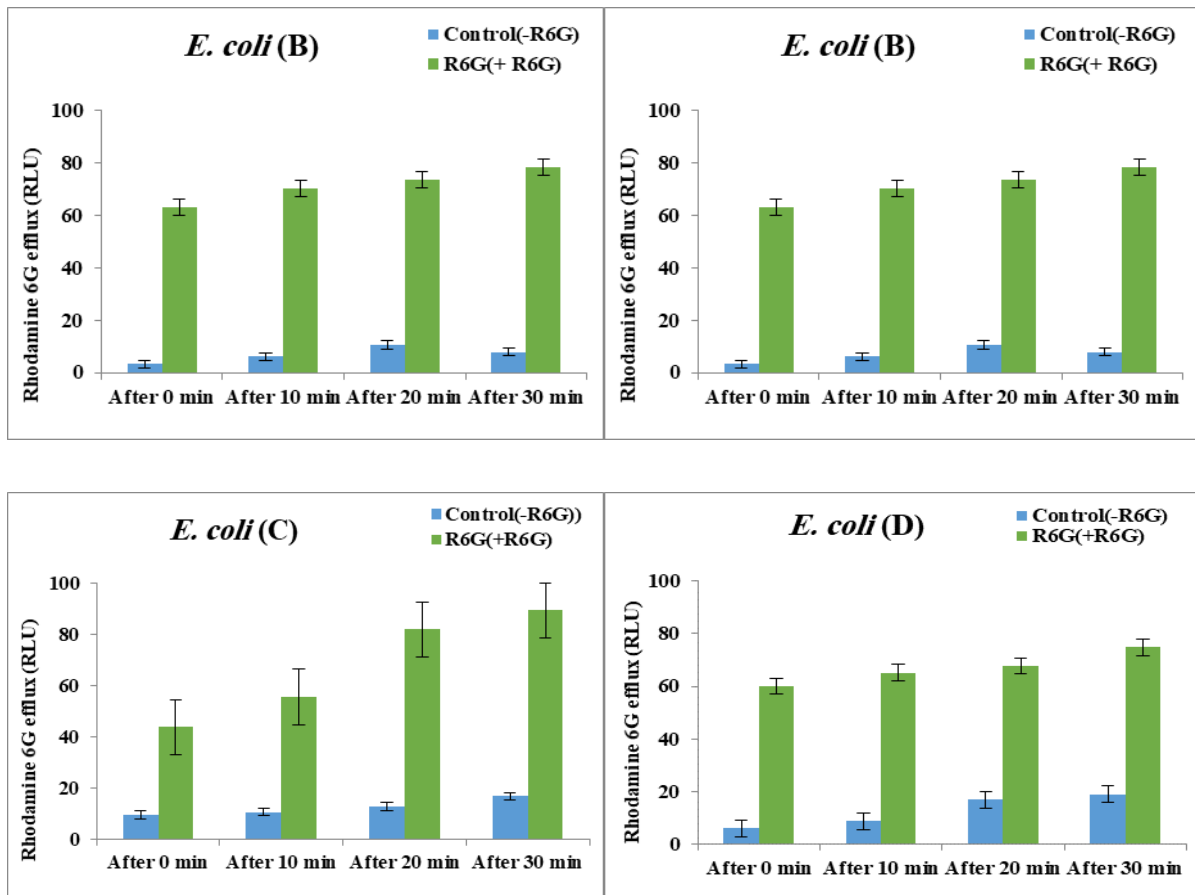 E. coli (B)
Control(-R6G)
R6G(+ R6G)
Rhodamine 6G efflux (RLU)
100
80
60
40
20
0
After 0 min After 10 min After 20 min After 30 min
E. coli (B)
Control(-R6G)
R6G(+ R6G)
Rhodamine 6G efflux (RLU)
100
80
60
40
20
0
After 0 min After 10 min After 20 min After 30 min
E. coli (C)
Control(-R6G))
R6G(+R6G)
Rhodamine 6G efflux (RLU)
100
80
60
40
20
0
After 0 min After 10 min After 20 min After 30 min
E. coli (D)
Control(-R6G)
R6G(+R6G)
Rhodamine 6G efflux (RLU)
100
80
60
40
20
0
After 0 min After 10 min After 20 min After 30 min